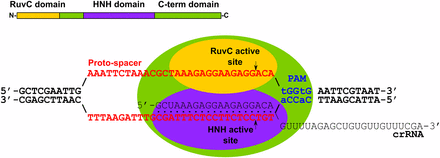 RuvC domain HNH domain C-term domain
N- -C
RuvC active
site
Proto-spacer
AAATTCTAAACGCTAAAGAGGAAGAGGACA
PAM
5′-GCTCGAATTG tGGtG AATTCGTAAT-3′
3′-CGAGCTTAAC aCCaC TTAAGCATTA-5′
5′-GCUAAAGAGGAAGAGGACA
TTTAAGATTTGCGATTTCTCCTTCTCCTGT
HNH active
site
GUUUUAGAGCUGUGUUGUUUCGA-3′
crRNA